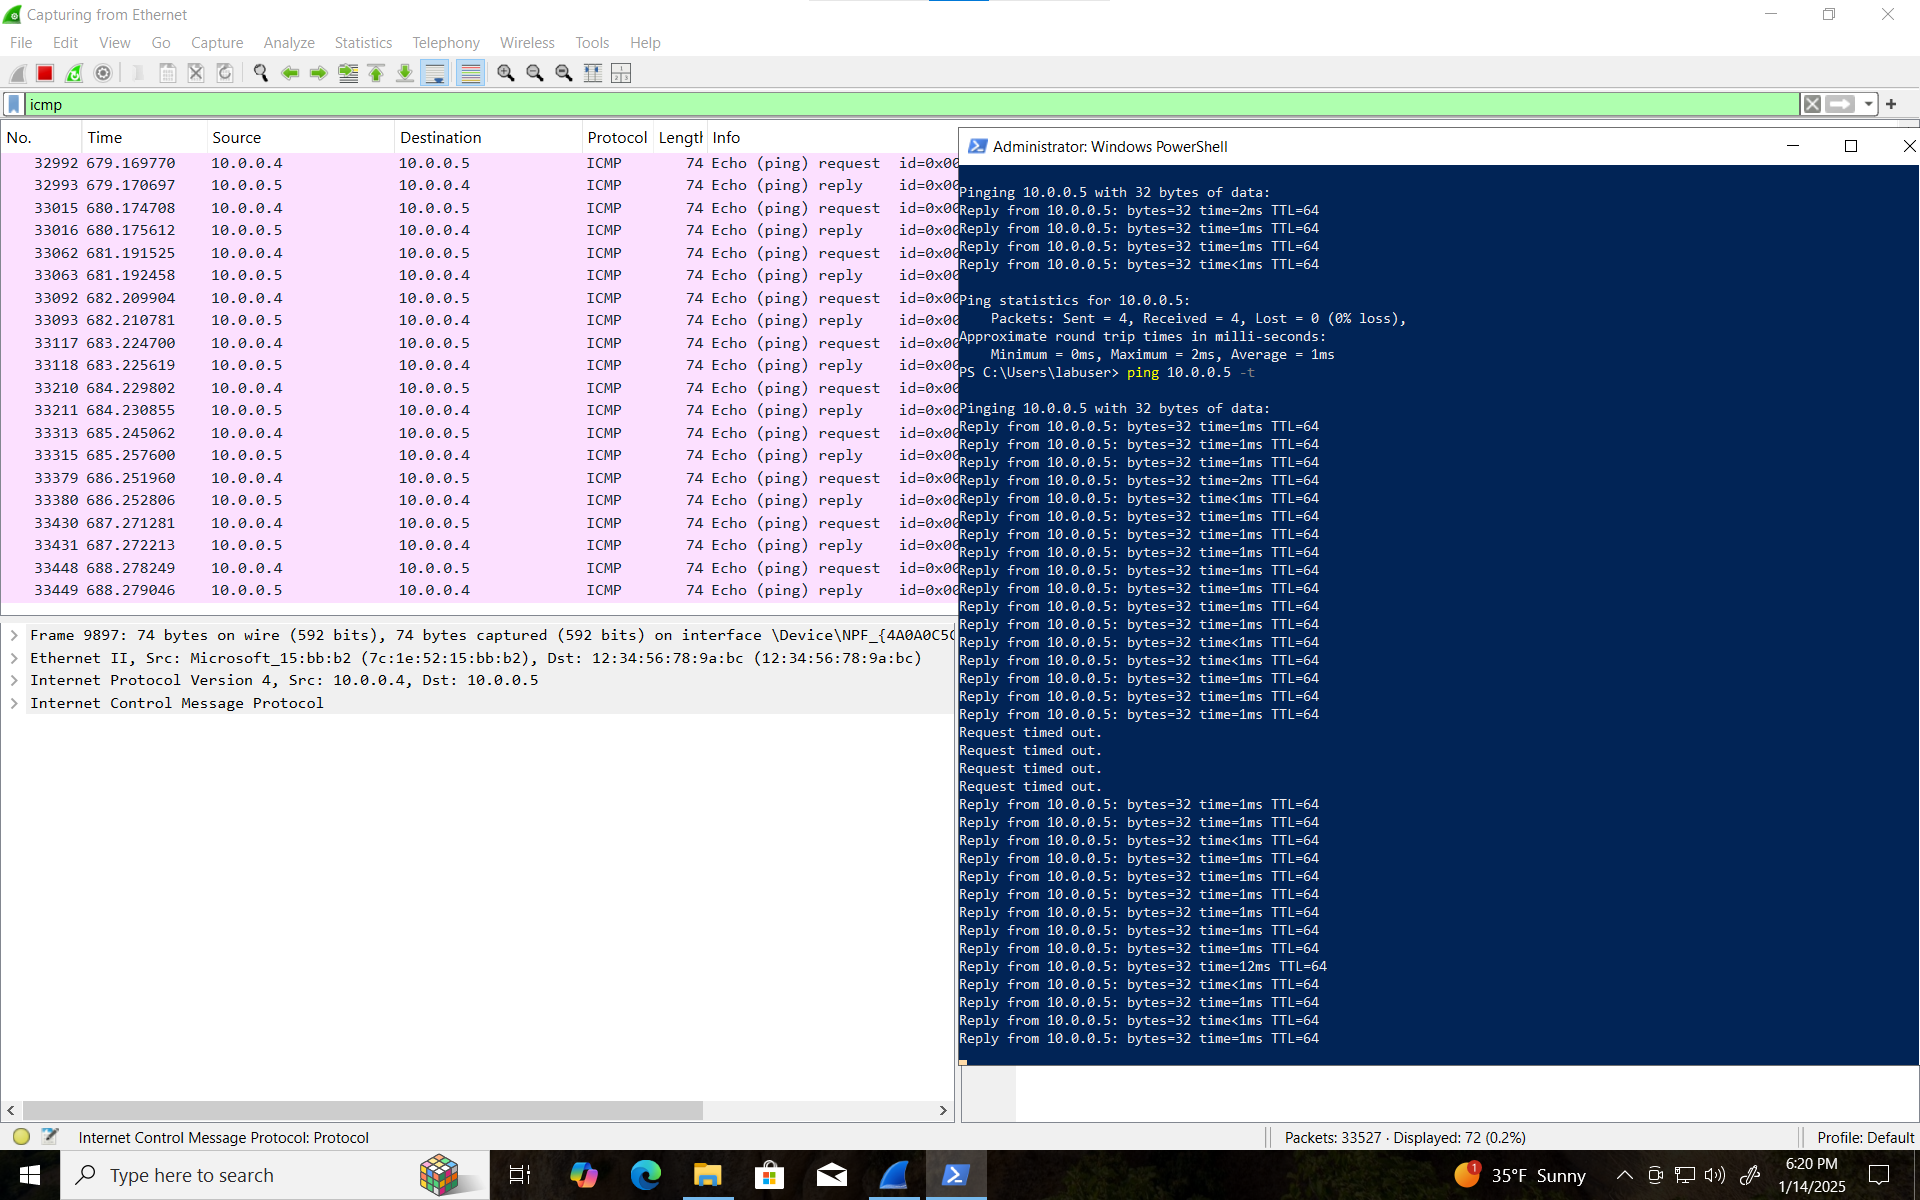 Capturing from Ethernet
File Edit View Go Capture Analyze Statistics Telephony Wireless Tools Help
icmp
No. Time Source Destination Protocol Length Info
32992 679.169770 10.0.0.4 10.0.0.5 ICMP 74 Echo (ping) request id=0x00
32993 679.170697 10.0.0.5 10.0.0.4 ICMP 74 Echo (ping) reply id=0x00
33015 680.174708 10.0.0.4 10.0.0.5 ICMP 74 Echo (ping) request id=0x00
33016 680.175612 10.0.0.5 10.0.0.4 ICMP 74 Echo (ping) reply id=0x00
33062 681.191525 10.0.0.4 10.0.0.5 ICMP 74 Echo (ping) request id=0x00
33063 681.192458 10.0.0.5 10.0.0.4 ICMP 74 Echo (ping) reply id=0x00
33092 682.209904 10.0.0.4 10.0.0.5 ICMP 74 Echo (ping) request id=0x00
33093 682.210781 10.0.0.5 10.0.0.4 ICMP 74 Echo (ping) reply id=0x00
33117 683.224700 10.0.0.4 10.0.0.5 ICMP 74 Echo (ping) request id=0x00
33118 683.225619 10.0.0.5 10.0.0.4 ICMP 74 Echo (ping) reply id=0x00
33210 684.229802 10.0.0.4 10.0.0.5 ICMP 74 Echo (ping) request id=0x00
33211 684.230855 10.0.0.5 10.0.0.4 ICMP 74 Echo (ping) reply id=0x00
33313 685.245062 10.0.0.4 10.0.0.5 ICMP 74 Echo (ping) request id=0x00
33315 685.257600 10.0.0.5 10.0.0.4 ICMP 74 Echo (ping) reply id=0x00
33379 686.251960 10.0.0.4 10.0.0.5 ICMP 74 Echo (ping) request id=0x00
33380 686.252806 10.0.0.5 10.0.0.4 ICMP 74 Echo (ping) reply id=0x00
33430 687.271281 10.0.0.4 10.0.0.5 ICMP 74 Echo (ping) request id=0x00
33431 687.272213 10.0.0.5 10.0.0.4 ICMP 74 Echo (ping) reply id=0x00
33448 688.278249 10.0.0.4 10.0.0.5 ICMP 74 Echo (ping) request id=0x00
33449 688.279046 10.0.0.5 10.0.0.4 ICMP 74 Echo (ping) reply id=0x00
Frame 9897: 74 bytes on wire (592 bits), 74 bytes captured (592 bits) on interface \Device\NPF_{4A0A0C5C
Ethernet II, Src: Microsoft_15:bb:b2 (7c:1e:52:15:bb:b2), Dst: 12:34:56:78:9a:bc (12:34:56:78:9a:bc)
Internet Protocol Version 4, Src: 10.0.0.4, Dst: 10.0.0.5
Internet Control Message Protocol
Administrator: Windows PowerShell
Pinging 10.0.0.5 with 32 bytes of data:
Reply from 10.0.0.5: bytes=32 time=2ms TTL=64
Reply from 10.0.0.5: bytes=32 time=1ms TTL=64
Reply from 10.0.0.5: bytes=32 time=1ms TTL=64
Reply from 10.0.0.5: bytes=32 time<1ms TTL=64
Ping statistics for 10.0.0.5:
Packets: Sent = 4, Received = 4, Lost = 0 (0% loss),
Approximate round trip times in milli-seconds:
Minimum = 0ms, Maximum = 2ms, Average = 1ms
PS C:\Users\labuser> ping 10.0.0.5 -t
Pinging 10.0.0.5 with 32 bytes of data:
Reply from 10.0.0.5: bytes=32 time=1ms TTL=64
Reply from 10.0.0.5: bytes=32 time=1ms TTL=64
Reply from 10.0.0.5: bytes=32 time=1ms TTL=64
Reply from 10.0.0.5: bytes=32 time=2ms TTL=64
Reply from 10.0.0.5: bytes=32 time<1ms TTL=64
Reply from 10.0.0.5: bytes=32 time=1ms TTL=64
Reply from 10.0.0.5: bytes=32 time=1ms TTL=64
Reply from 10.0.0.5: bytes=32 time=1ms TTL=64
Reply from 10.0.0.5: bytes=32 time=1ms TTL=64
Reply from 10.0.0.5: bytes=32 time=1ms TTL=64
Reply from 10.0.0.5: bytes=32 time=1ms TTL=64
Reply from 10.0.0.5: bytes=32 time=1ms TTL=64
Reply from 10.0.0.5: bytes=32 time<1ms TTL=64
Reply from 10.0.0.5: bytes=32 time<1ms TTL=64
Reply from 10.0.0.5: bytes=32 time=1ms TTL=64
Reply from 10.0.0.5: bytes=32 time=1ms TTL=64
Reply from 10.0.0.5: bytes=32 time=1ms TTL=64
Request timed out.
Request timed out.
Request timed out.
Request timed out.
Reply from 10.0.0.5: bytes=32 time=1ms TTL=64
Reply from 10.0.0.5: bytes=32 time=1ms TTL=64
Reply from 10.0.0.5: bytes=32 time<1ms TTL=64
Reply from 10.0.0.5: bytes=32 time=1ms TTL=64
Reply from 10.0.0.5: bytes=32 time=1ms TTL=64
Reply from 10.0.0.5: bytes=32 time=1ms TTL=64
Reply from 10.0.0.5: bytes=32 time=1ms TTL=64
Reply from 10.0.0.5: bytes=32 time=1ms TTL=64
Reply from 10.0.0.5: bytes=32 time=1ms TTL=64
Reply from 10.0.0.5: bytes=32 time=12ms TTL=64
Reply from 10.0.0.5: bytes=32 time<1ms TTL=64
Reply from 10.0.0.5: bytes=32 time=1ms TTL=64
Reply from 10.0.0.5: bytes=32 time<1ms TTL=64
Reply from 10.0.0.5: bytes=32 time=1ms TTL=64
Internet Control Message Protocol: Protocol
Packets: 33527 · Displayed: 72 (0.2%)
Profile: Default
Type here to search
1
35°F Sunny
6:20 PM
1/14/2025